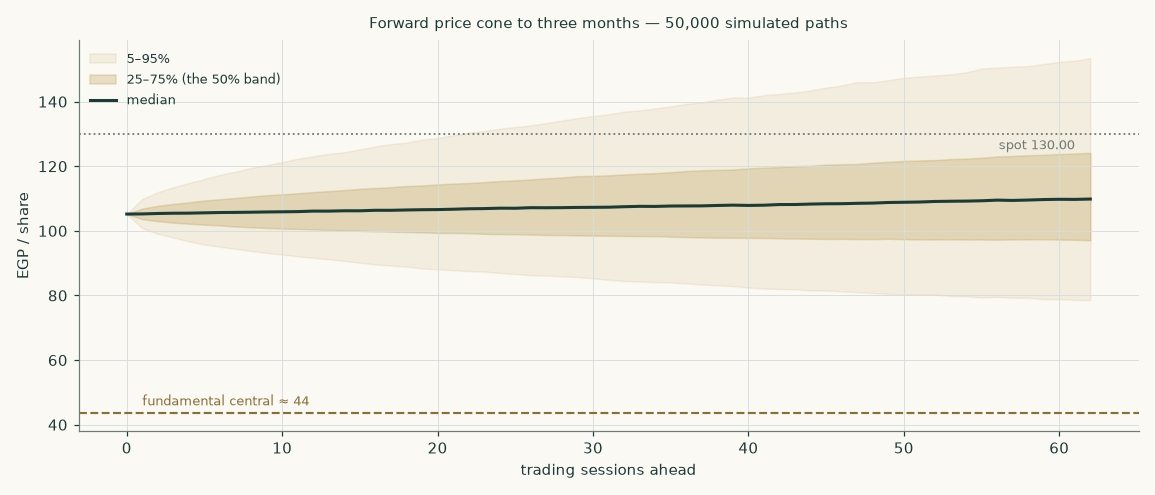 Forward price cone to three months — 50,000 simulated paths
5–95%
25–75% (the 50% band)
median
140
120
100
80
60
40
EGP / share
spot 130.00
fundamental central ≈ 44
0
10
20
30
40
50
60
trading sessions ahead